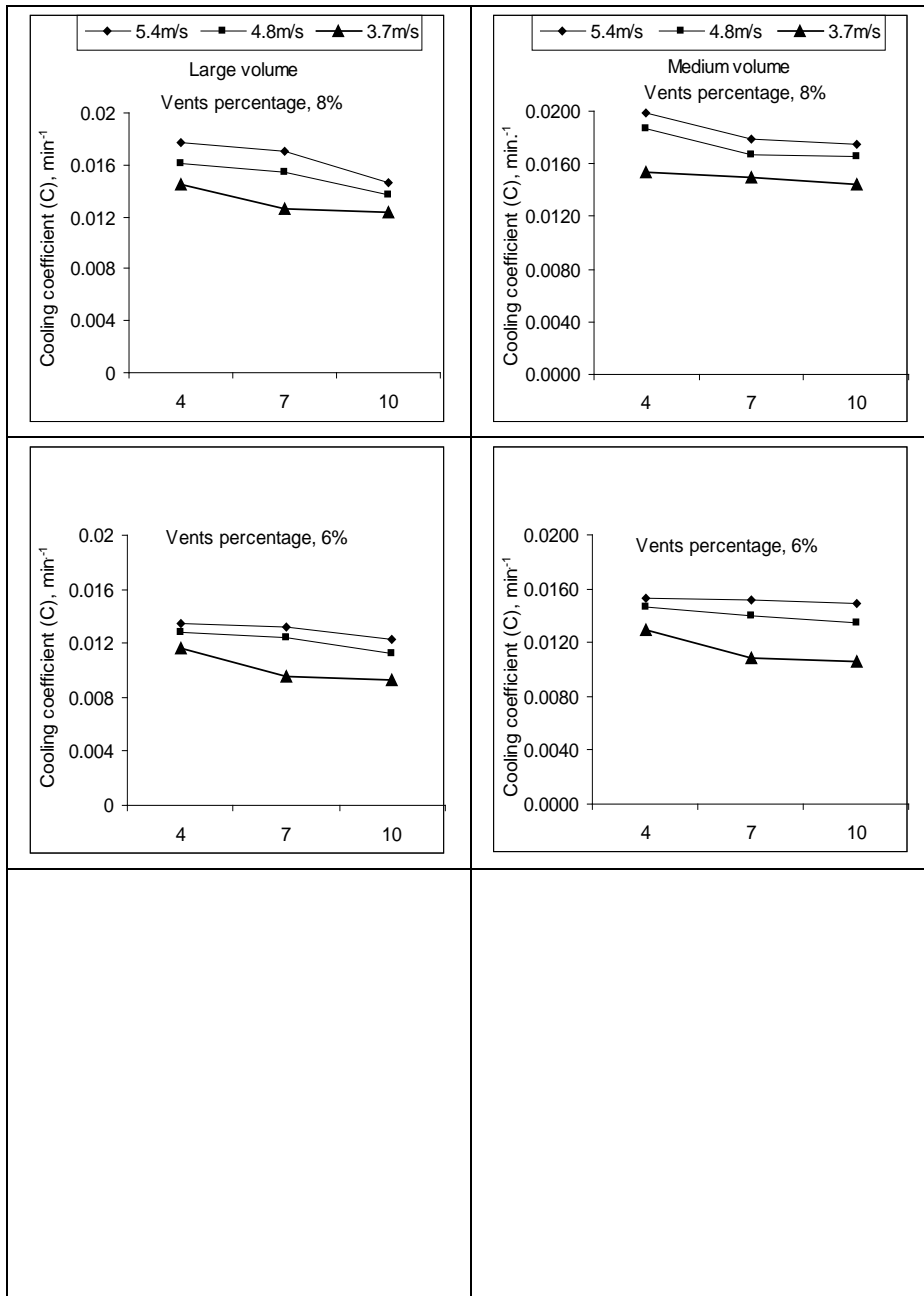 5.4m/s 4.8m/s 3.7m/s
Large volume
Vents percentage, 8%
Cooling coefficient (C), min-1
0.02
0.016
0.012
0.008
0.004
0
4 7 10
5.4m/s 4.8m/s 3.7m/s
Medium volume
Vents percentage, 8%
Cooling coefficient (C), min.-1
0.0200
0.0160
0.0120
0.0080
0.0040
0.0000
4 7 10
Vents percentage, 6%
Cooling coefficient (C), min-1
0.02
0.016
0.012
0.008
0.004
0
4 7 10
Vents percentage, 6%
Cooling coefficient (C), min-1
0.0200
0.0160
0.0120
0.0080
0.0040
0.0000
4 7 10